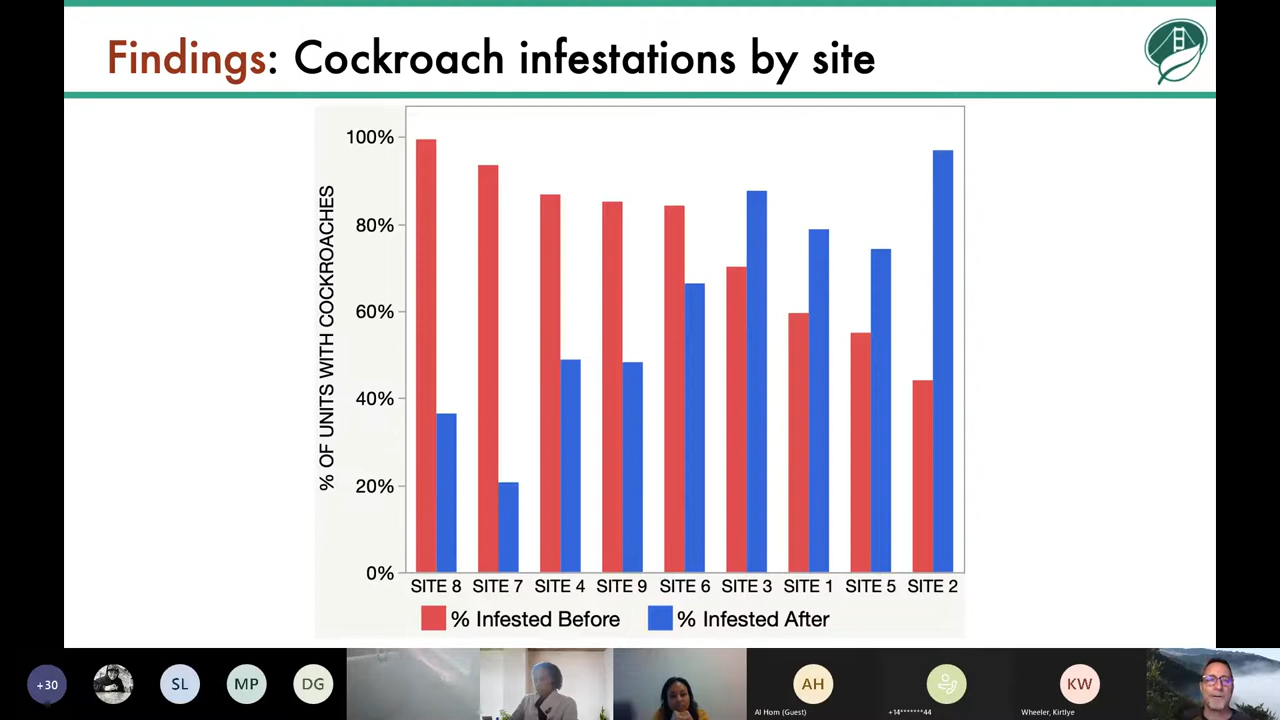 Findings: Cockroach infestations by site
% OF UNITS WITH COCKROACHES
100%
80%
60%
40%
20%
0%
SITE 8 SITE 7 SITE 4 SITE 9 SITE 6 SITE 3 SITE 1 SITE 5 SITE 2
% Infested Before % Infested After
+30 SL MP DG AH KW
Al Hom (Guest) +14*******44 Wheeler, Kirtlye